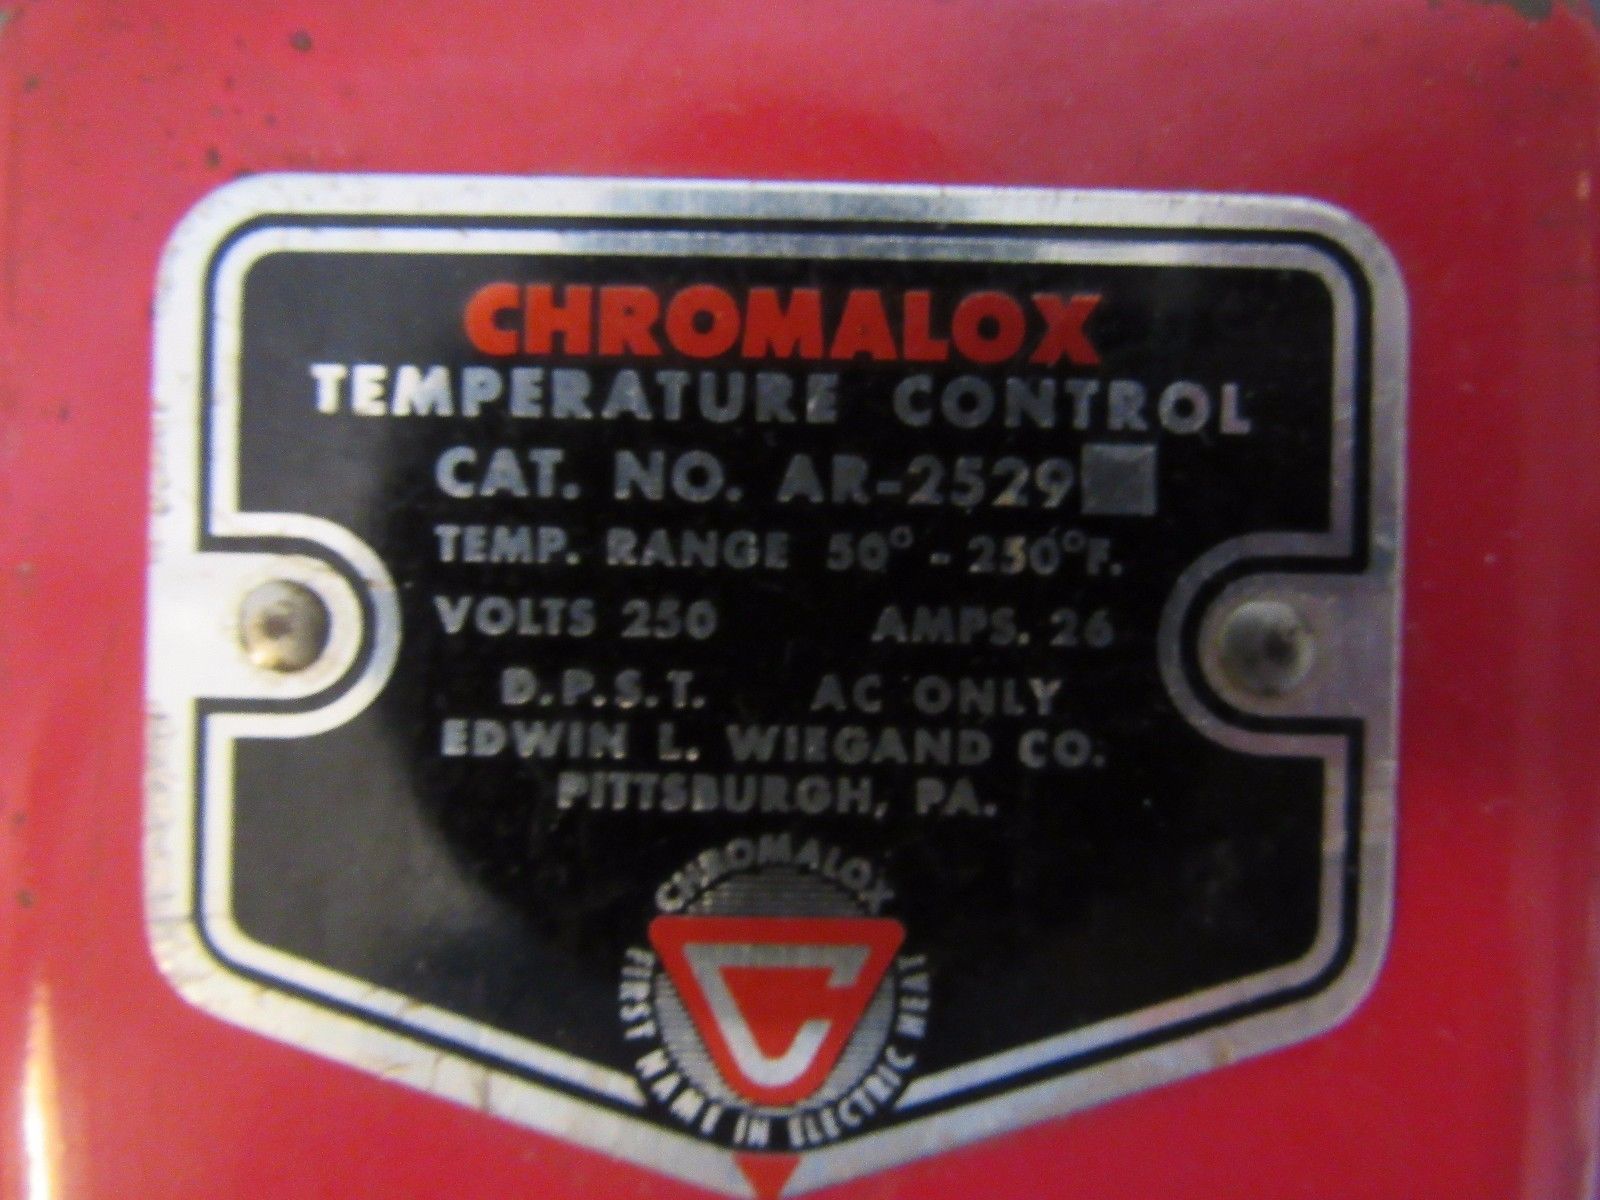 CHROMALOX
TEMPERATURE CONTROL
CAT. NO. AR-2529
TEMP. RANGE 50° - 250°F.
VOLTS 250 AMPS. 26
D.P.S.T. AC ONLY
EDWIN L. WIEGAND CO.
PITTSBURGH, PA.
CHROMALOX
FIRST NAME IN ELECTRIC HEAT